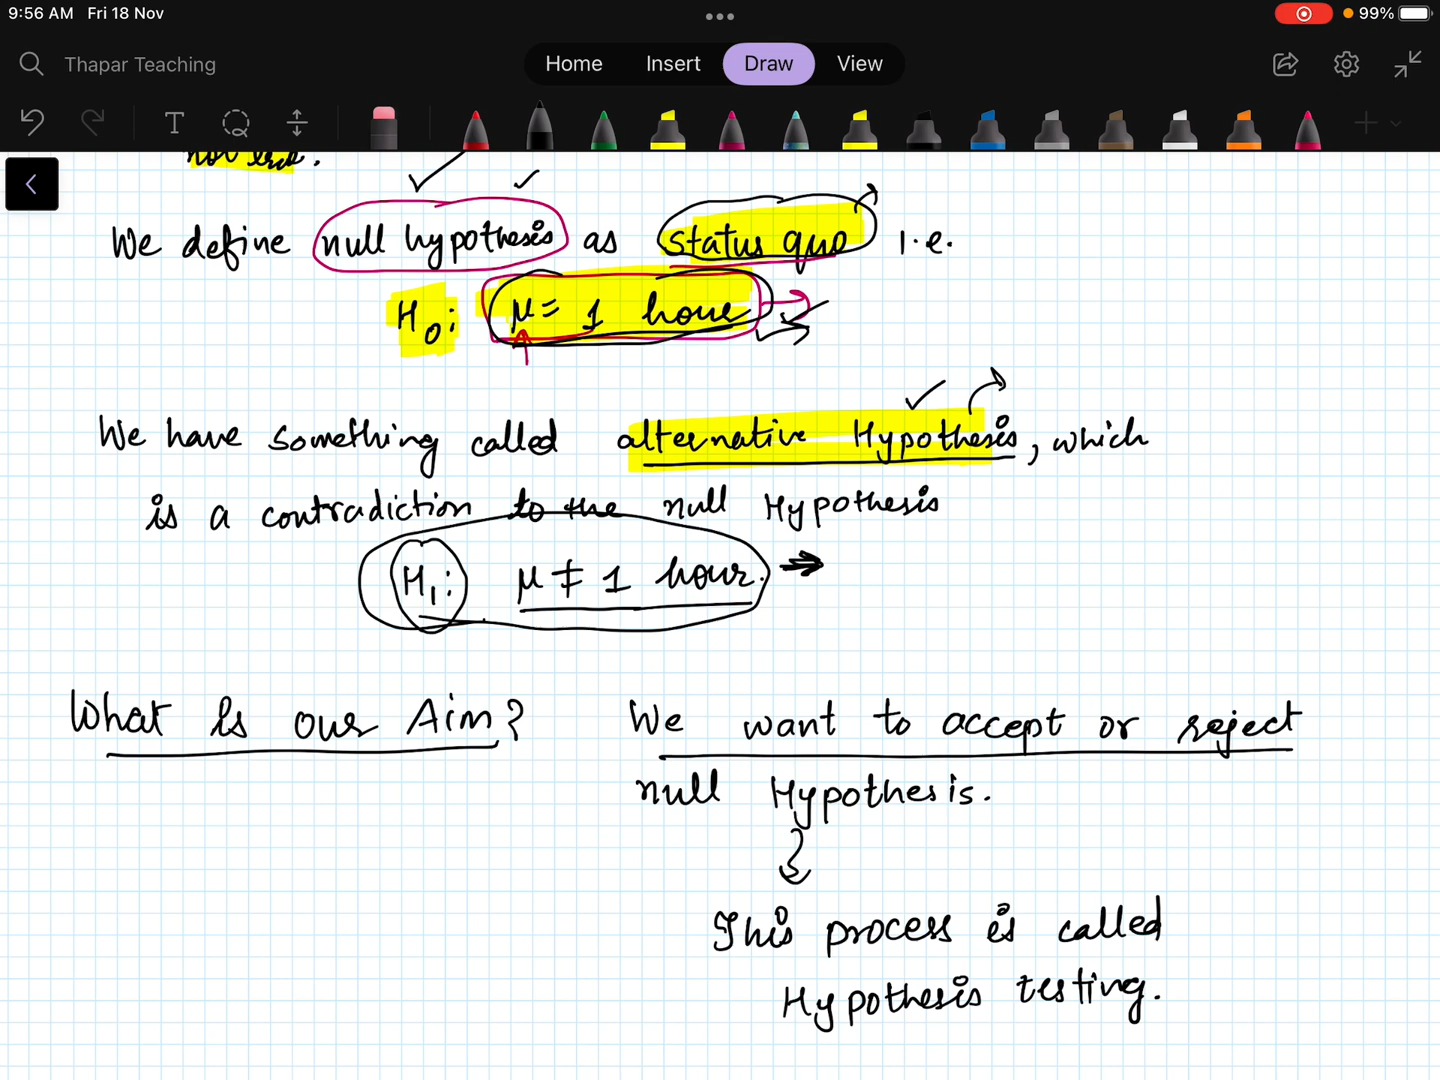 9:56 AM Fri 18 Nov
99%
Thapar Teaching
Home Insert Draw View
T
not true.
We define null hypothesis as status quo i.e.
H₀: μ = 1 hour
We have something called alternative Hypothesis, which
is a contradiction to the null Hypothesis
H₁: μ ≠ 1 hour.
What is our Aim? We want to accept or reject
null Hypothesis.
This process is called
Hypothesis testing.